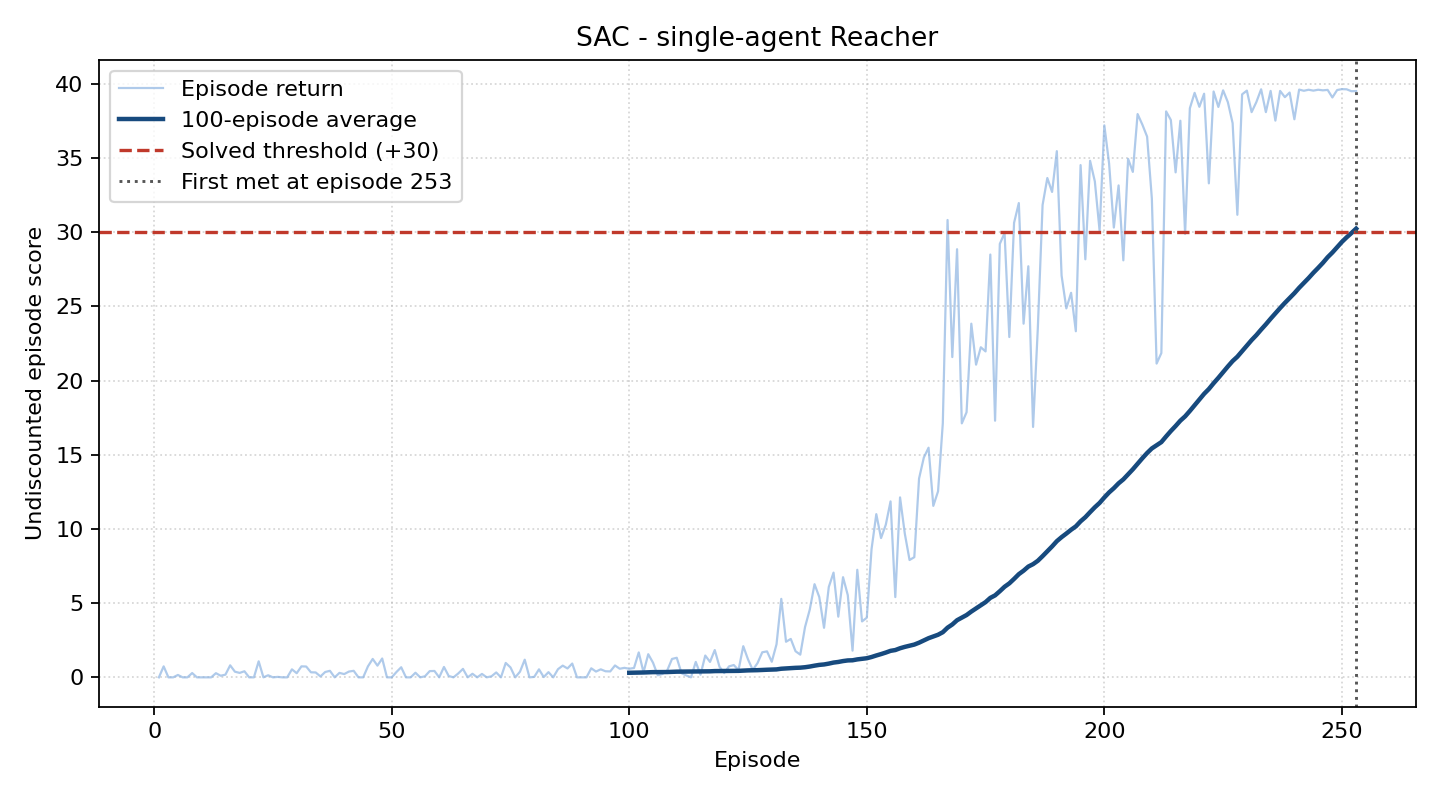 SAC - single-agent Reacher
Episode return
100-episode average
Solved threshold (+30)
First met at episode 253
Undiscounted episode score
40
35
30
25
20
15
10
5
0
0
50
100
150
200
250
Episode